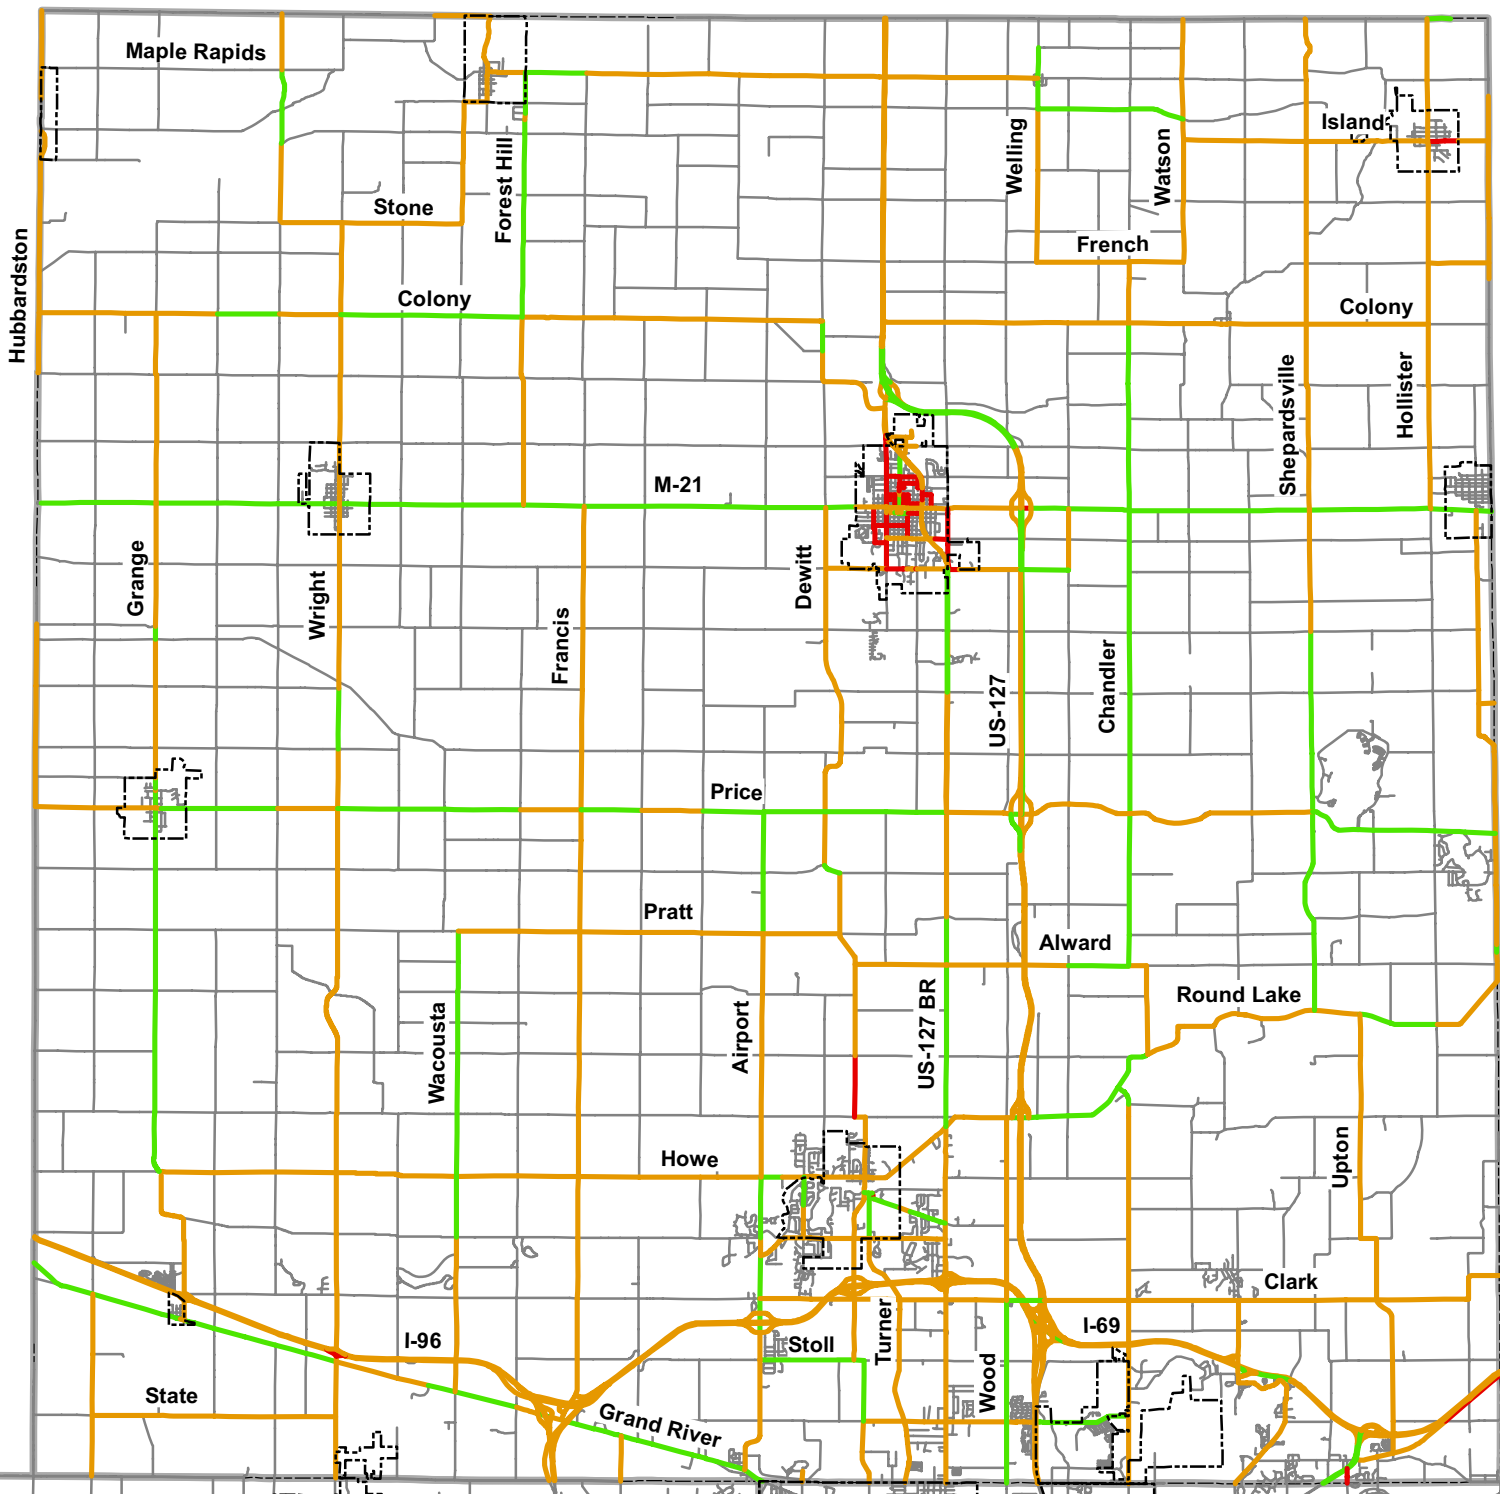 Maple Rapids
Island
Forest Hill
Welling
Watson
Stone
French
Hubbardston
Colony
Colony
Shepardsville
Hollister
M-21
Grange
Wright
Francis
Dewitt
Chandler
US-127
Price
Pratt
Alward
Round Lake
Wacousta
Airport
US-127 BR
Howe
Upton
Clark
I-96
Stoll
Turner
Wood
I-69
State
Grand River